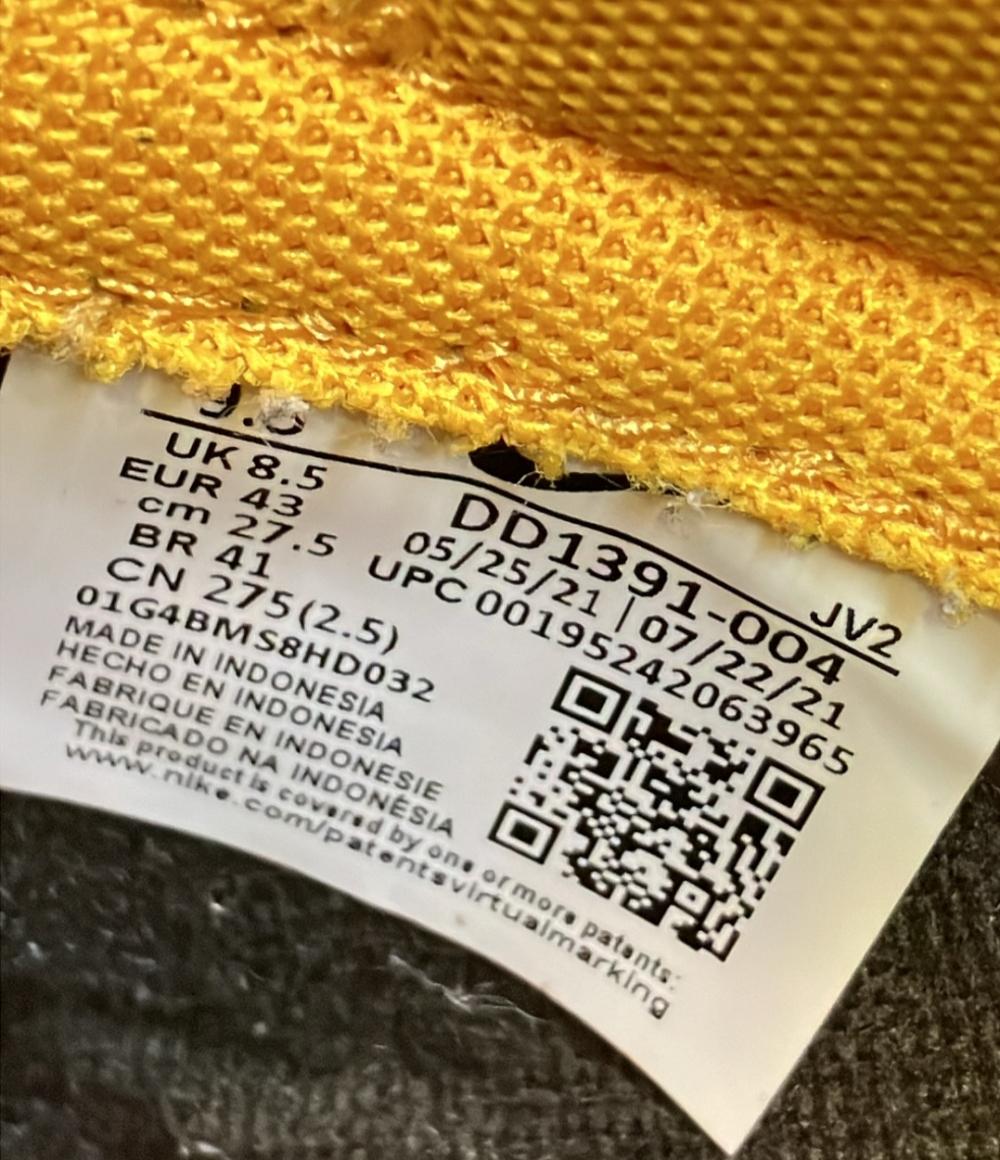 UK 8.5
EUR 43
cm 27.5
BR 41
CN 275(2.5)
01G4BMS8HD032
MADE IN INDONESIA
HECHO EN INDONESIA
FABRIQUE EN INDONESIE
FABRICADO NA INDONÉSIA
This product is covered by one or more patents:
www.nike.com/patentsvirtualmarking
JV2
DD1391-004
05/25/21 | 07/22/21
UPC 00195242063965